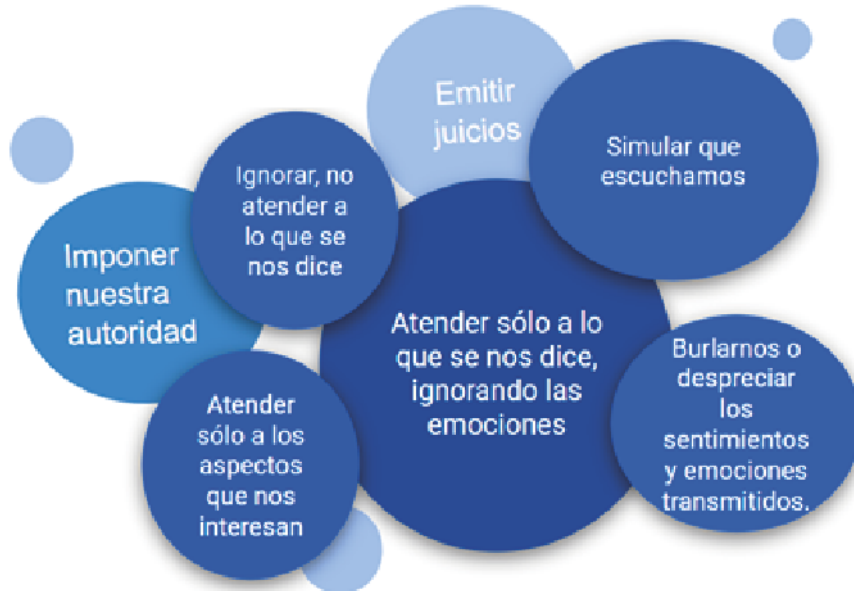 Emitir
juicios
Simular que
escuchamos
Ignorar, no
atender a
lo que se
nos dice
Imponer
nuestra
autoridad
Atender sólo a lo
que se nos dice,
ignorando las
emociones
Burlarnos o
despreciar
los
sentimientos
y emociones
transmitidos.
Atender
sólo a los
aspectos
que nos
interesan